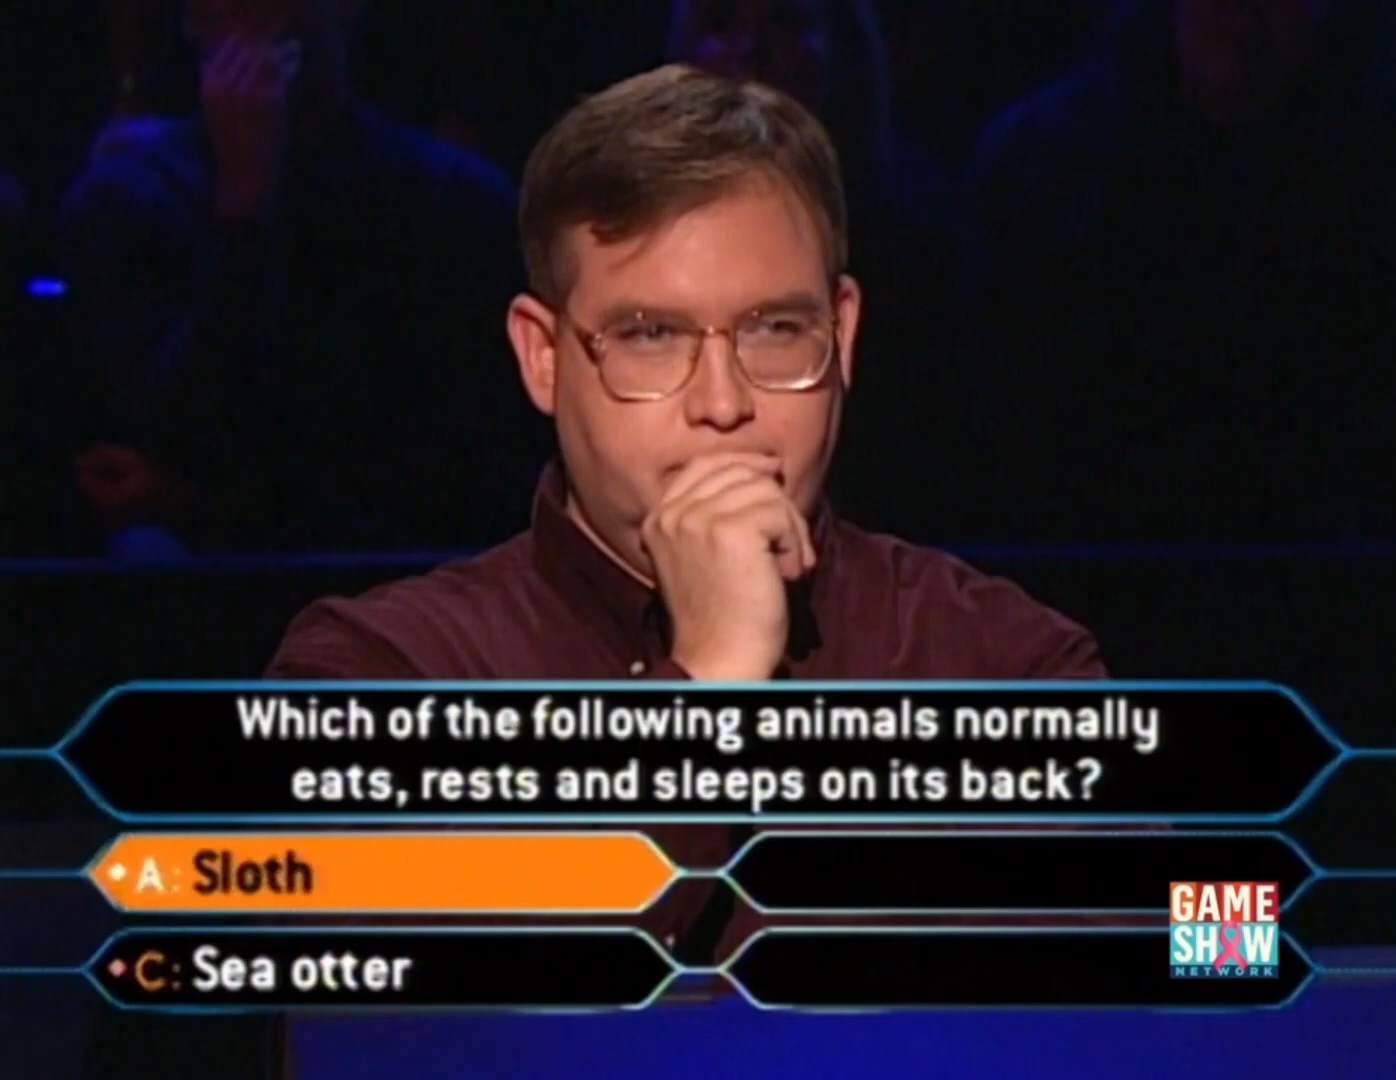 Which of the following animals normally
eats, rests and sleeps on its back?
A: Sloth
C: Sea otter
GAME
SHOW
NETWORK